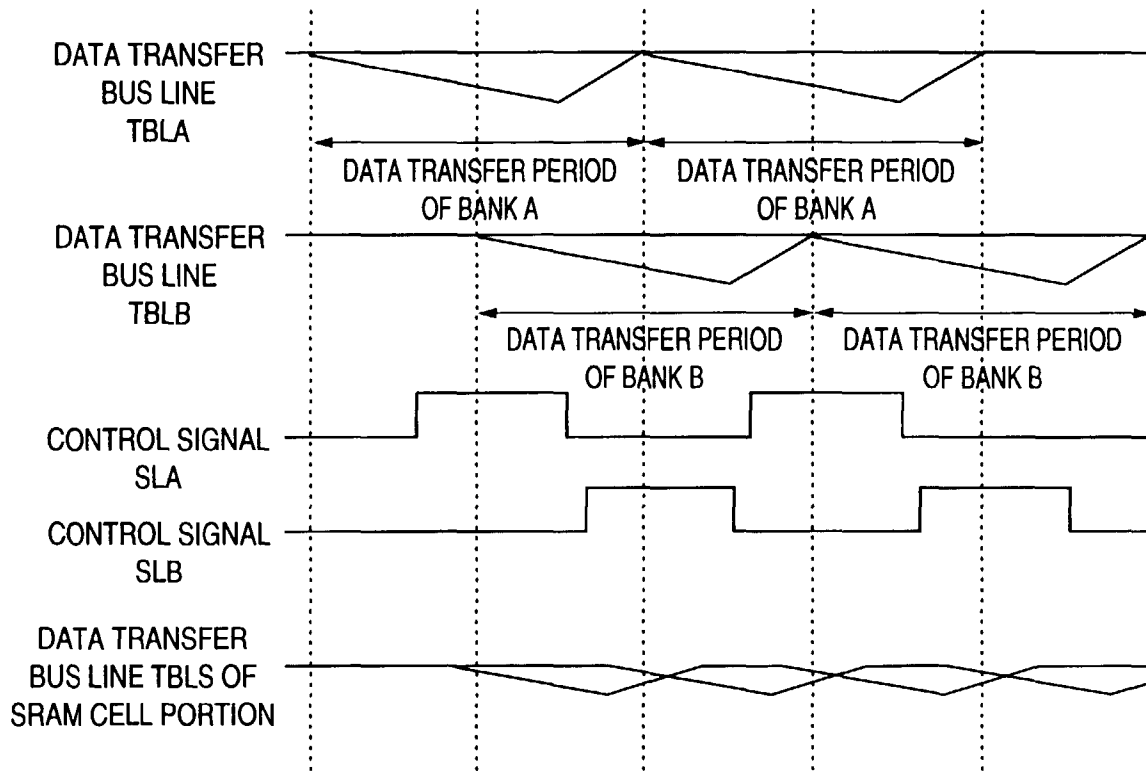 DATA TRANSFER
BUS LINE
TBLA
DATA TRANSFER PERIOD
OF BANK A
DATA TRANSFER PERIOD
OF BANK A
DATA TRANSFER
BUS LINE
TBLB
DATA TRANSFER PERIOD
OF BANK B
DATA TRANSFER PERIOD
OF BANK B
CONTROL SIGNAL
SLA
CONTROL SIGNAL
SLB
DATA TRANSFER
BUS LINE TBLS OF
SRAM CELL PORTION